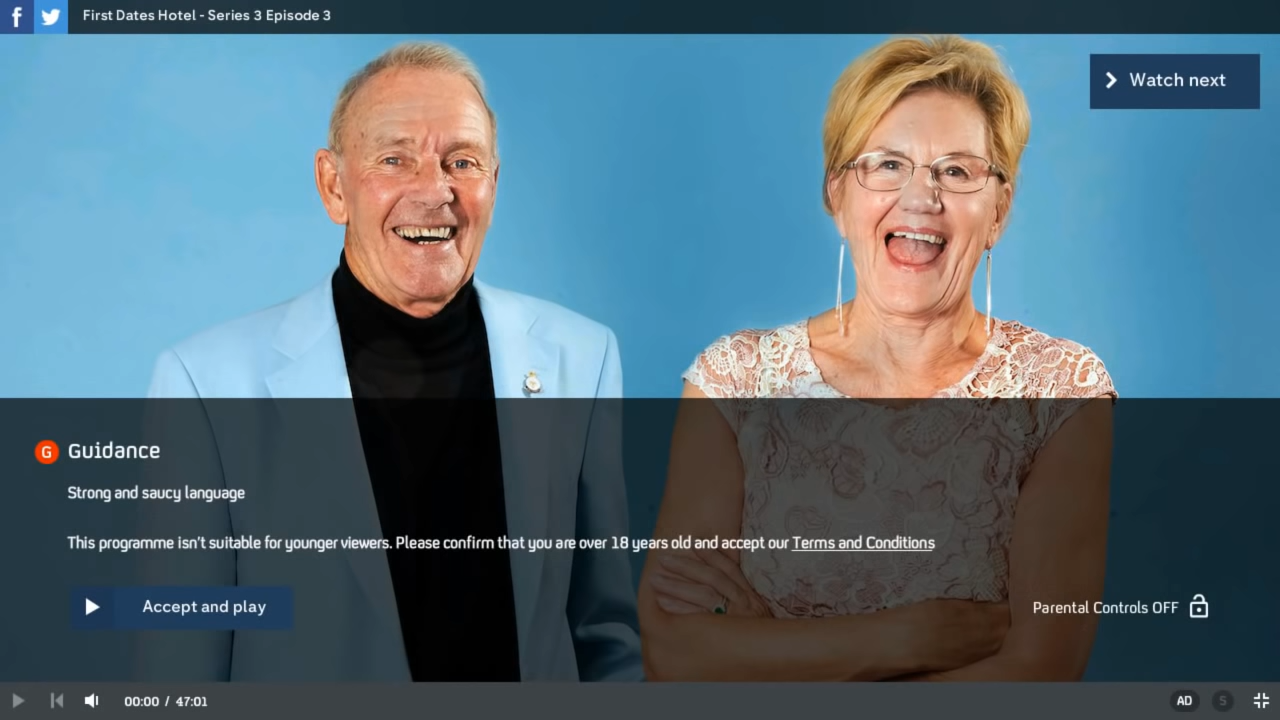 First Dates Hotel - Series 3 Episode 3
Watch next
G Guidance
Strong and saucy language
This programme isn't suitable for younger viewers. Please confirm that you are over 18 years old and accept our Terms and Conditions
Accept and play
Parental Controls OFF
00:00 / 47:01
AD S